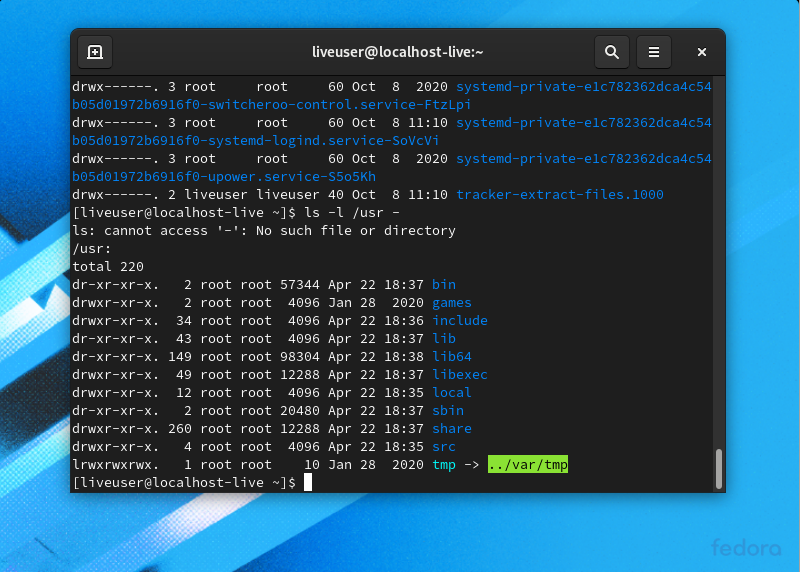 liveuser@localhost-live:~
drwx------. 3 root     root     60 Oct  8  2020 systemd-private-e1c782362dca4c54
b05d01972b6916f0-switcheroo-control.service-FtzLpi
drwx------. 3 root     root     60 Oct  8 11:10 systemd-private-e1c782362dca4c54
b05d01972b6916f0-systemd-logind.service-SoVcVi
drwx------. 3 root     root     60 Oct  8  2020 systemd-private-e1c782362dca4c54
b05d01972b6916f0-upower.service-S5o5Kh
drwx------. 2 liveuser liveuser 40 Oct  8 11:10 tracker-extract-files.1000
[liveuser@localhost-live ~]$ ls -l /usr -
ls: cannot access '-': No such file or directory
/usr:
total 220
dr-xr-xr-x.   2 root root 57344 Apr 22 18:37 bin
drwxr-xr-x.   2 root root  4096 Jan 28  2020 games
drwxr-xr-x.  34 root root  4096 Apr 22 18:36 include
dr-xr-xr-x.  43 root root  4096 Apr 22 18:37 lib
dr-xr-xr-x. 149 root root 98304 Apr 22 18:38 lib64
drwxr-xr-x.  49 root root 12288 Apr 22 18:37 libexec
drwxr-xr-x.  12 root root  4096 Apr 22 18:35 local
dr-xr-xr-x.   2 root root 20480 Apr 22 18:37 sbin
drwxr-xr-x. 260 root root 12288 Apr 22 18:37 share
drwxr-xr-x.   4 root root  4096 Apr 22 18:35 src
lrwxrwxrwx.   1 root root    10 Jan 28  2020 tmp -> ../var/tmp
[liveuser@localhost-live ~]$
fedora